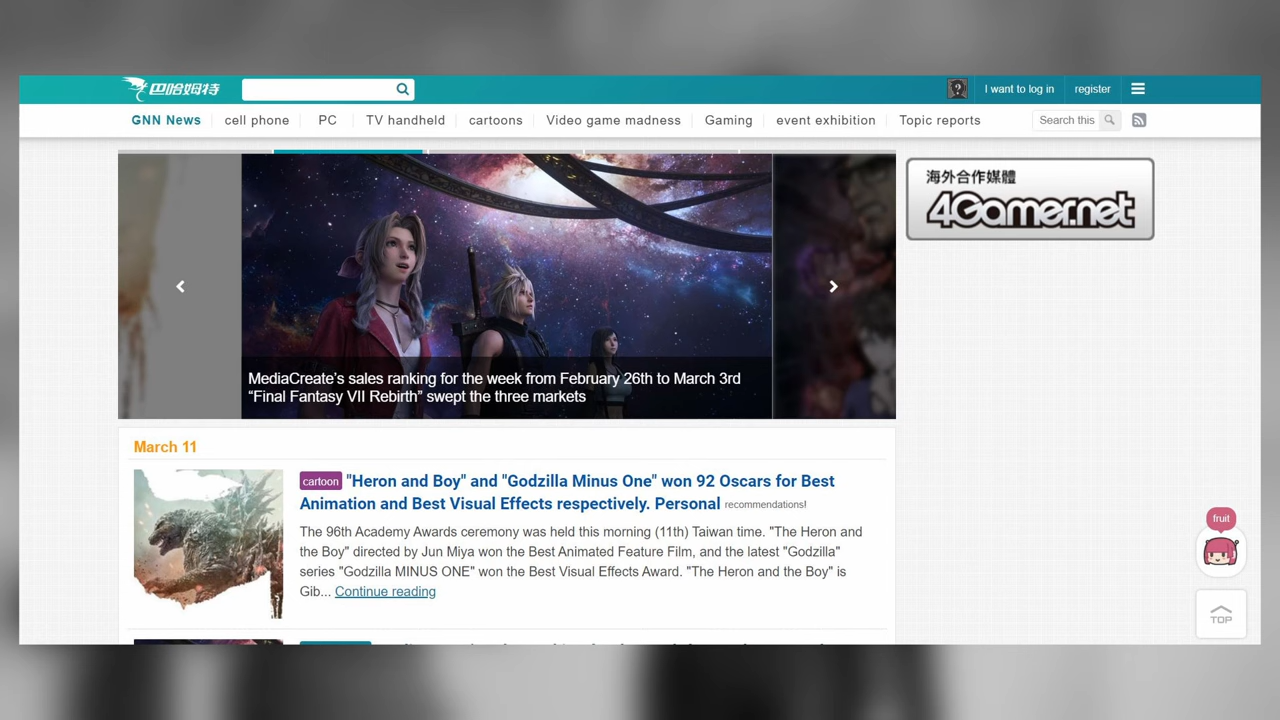 巴哈姆特
I want to log in
register
GNN News
cell phone
PC
TV handheld
cartoons
Video game madness
Gaming
event exhibition
Topic reports
Search this
海外合作媒體
4Gamer.net
MediaCreate's sales ranking for the week from February 26th to March 3rd
“Final Fantasy VII Rebirth” swept the three markets
March 11
cartoon "Heron and Boy" and "Godzilla Minus One" won 92 Oscars for Best
Animation and Best Visual Effects respectively. Personal recommendations!
The 96th Academy Awards ceremony was held this morning (11th) Taiwan time. "The Heron and
the Boy" directed by Jun Miya won the Best Animated Feature Film, and the latest "Godzilla"
series "Godzilla MINUS ONE" won the Best Visual Effects Award. "The Heron and the Boy" is
Gib... Continue reading
fruit
TOP